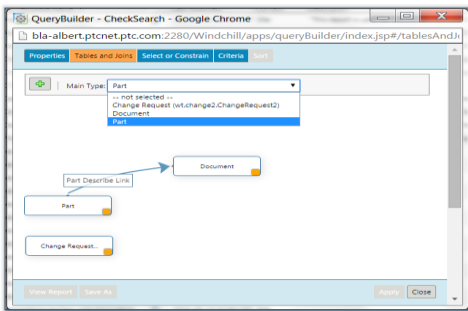 QueryBuilder - CheckSearch - Google Chrome
bla-albert.ptcnet.ptc.com:2280/Windchill/apps/queryBuilder/index.jsp#/tablesAndJ
Properties Tables and Joins Select or Constrain Criteria Sort
Main Type: Part
-- not selected --
Change Request (wt.change2.ChangeRequest2)
Document
Part
Document
Part Describe Link
Part
Change Request...
View Report Save As Apply Close